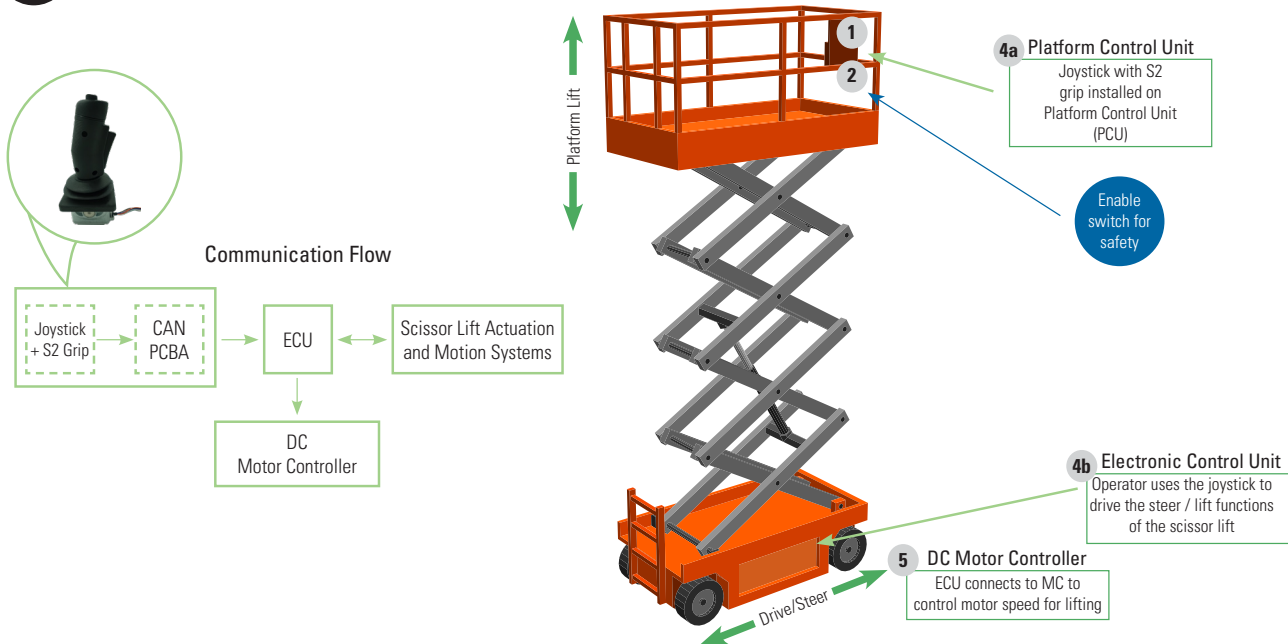 1
2
4a Platform Control Unit
Joystick with S2
grip installed on
Platform Control Unit
(PCU)
Platform Lift
Enable
switch for
safety
Communication Flow
Joystick
+ S2 Grip
CAN
PCBA
ECU
Scissor Lift Actuation
and Motion Systems
DC
Motor Controller
4b Electronic Control Unit
Operator uses the joystick to
drive the steer / lift functions
of the scissor lift
5 DC Motor Controller
ECU connects to MC to
control motor speed for lifting
Drive/Steer